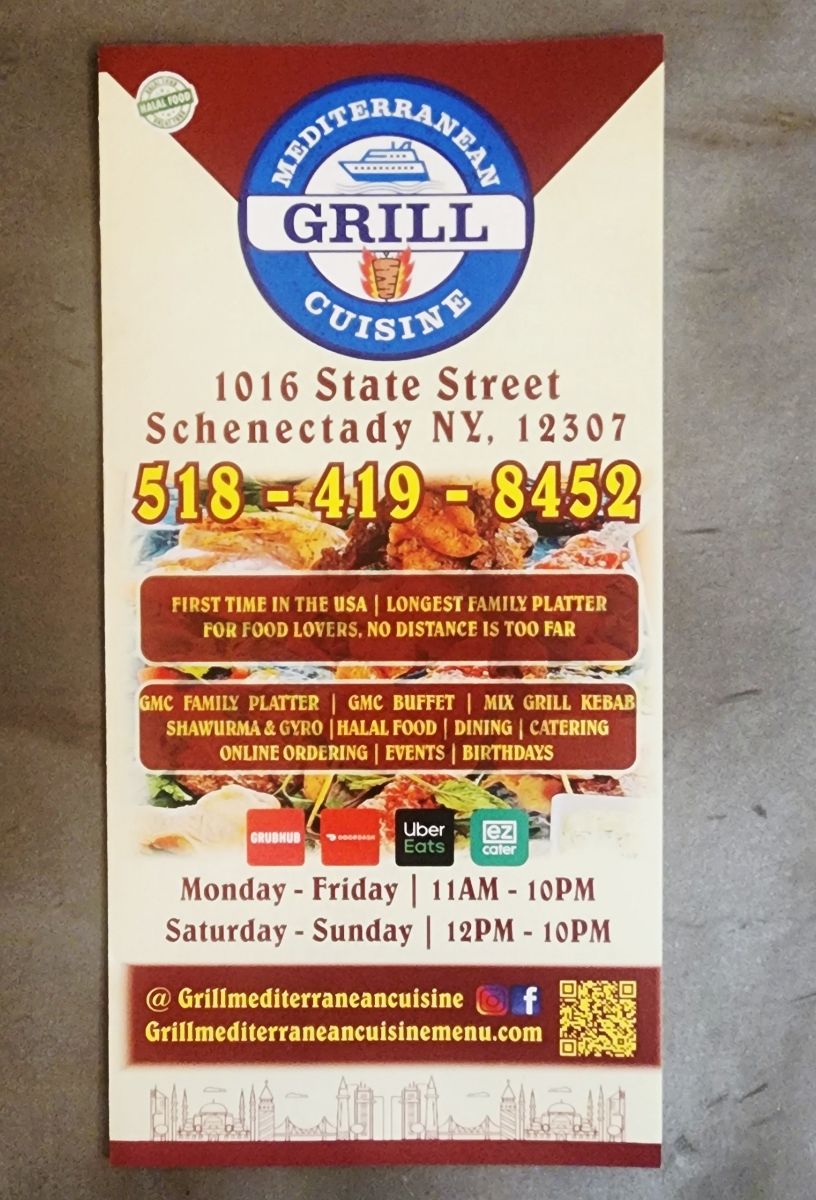 HALAL FOOD
MEDITERRANEAN
GRILL
CUISINE
1016 State Street
Schenectady NY, 12307
518 - 419 - 8452
FIRST TIME IN THE USA | LONGEST FAMILY PLATTER
FOR FOOD LOVERS, NO DISTANCE IS TOO FAR
GMC FAMILY PLATTER | GMC BUFFET | MIX GRILL KEBAB
SHAWURMA & GYRO | HALAL FOOD | DINING | CATERING
ONLINE ORDERING | EVENTS | BIRTHDAYS
GRUBHUB
DOORDASH
Uber
Eats
ez
cater
Monday - Friday | 11AM - 10PM
Saturday - Sunday | 12PM - 10PM
@ Grillmediterraneancuisine
Grillmediterraneancuisinemenu.com